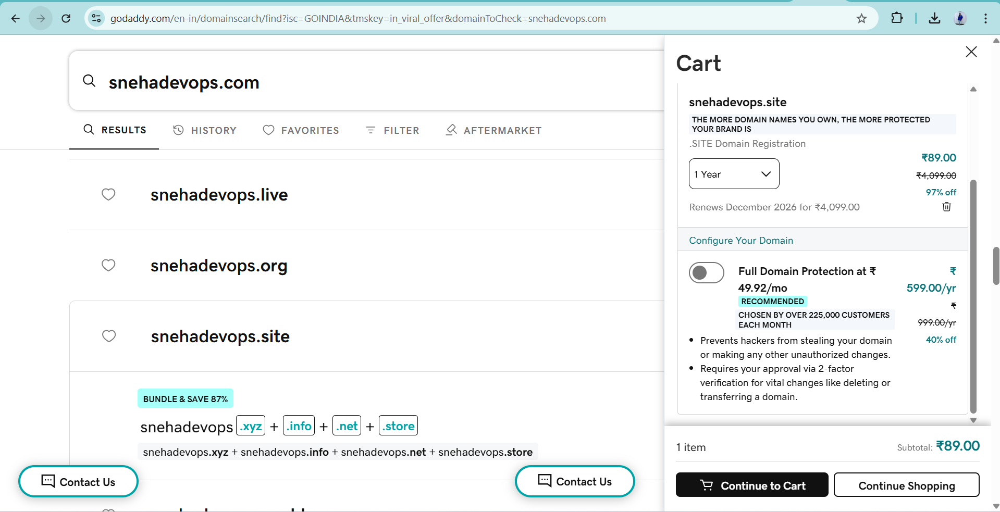 godaddy.com/en-in/domainsearch/find?isc=GOINDIA&tmskey=in_viral_offer&domainToCheck=snehadevops.com
snehadevops.com
RESULTS
HISTORY
FAVORITES
FILTER
AFTERMARKET
snehadevops.live
snehadevops.org
snehadevops.site
BUNDLE & SAVE 87%
snehadevops .xyz + .info + .net + .store
snehadevops.xyz + snehadevops.info + snehadevops.net + snehadevops.store
Contact Us
Contact Us
Cart
snehadevops.site
THE MORE DOMAIN NAMES YOU OWN, THE MORE PROTECTED
YOUR BRAND IS
.SITE Domain Registration
₹89.00
1 Year
₹4,099.00
97% off
Renews December 2026 for ₹4,099.00
Configure Your Domain
Full Domain Protection at ₹
49.92/mo
₹
599.00/yr
RECOMMENDED
₹
999.00/yr
CHOSEN BY OVER 225,000 CUSTOMERS
EACH MONTH
40% off
• Prevents hackers from stealing your domain
or making any other unauthorized changes.
• Requires your approval via 2-factor
verification for vital changes like deleting or
transferring a domain.
1 item
Subtotal: ₹89.00
Continue to Cart
Continue Shopping